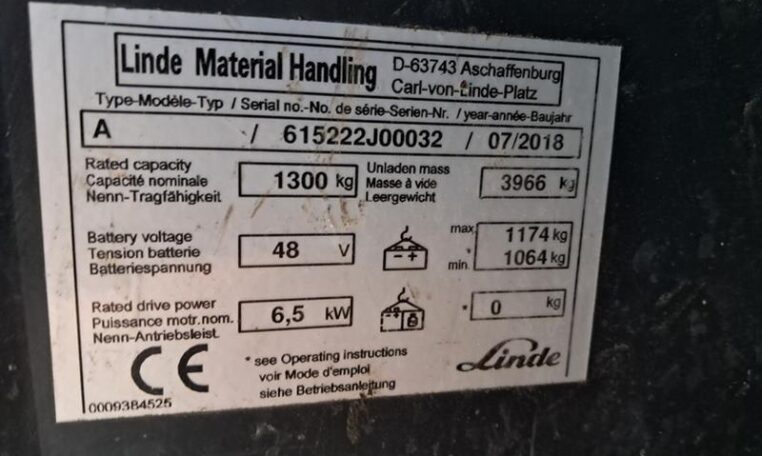 Linde Material Handling
D-63743 Aschaffenburg
Carl-von-Linde-Platz
Type-Modèle-Typ / Serial no.-No. de série-Serien-Nr. / year-année-Baujahr
A / 615222J00032 / 07/2018
Rated capacity
Capacité nominale
Nenn-Tragfähigkeit
1300 kg
Unladen mass
Masse à vide
Leergewicht
3966 kg
Battery voltage
Tension batterie
Batteriespannung
48 V
- +
max. 1174 kg
* min. 1064 kg
Rated drive power
Puissance motr.nom.
Nenn-Antriebsleist.
6,5 kW
* 0 kg
CE
* see Operating instructions
voir Mode d'emploi
siehe Betriebsanleitung
Linde
0009384525